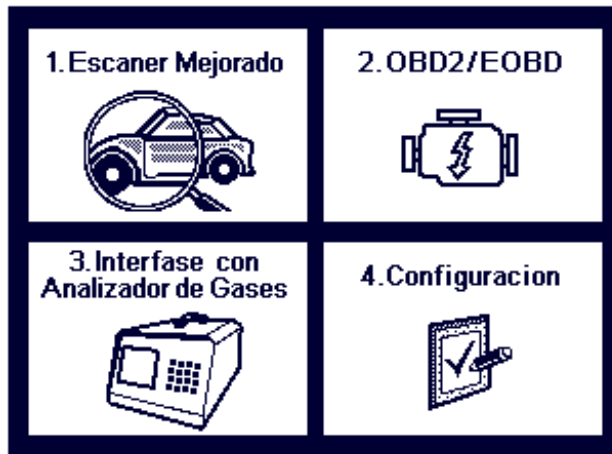 1.Escaner Mejorado
2.OBD2/EOBD
3.Interfase con
Analizador de Gases
4.Configuracion